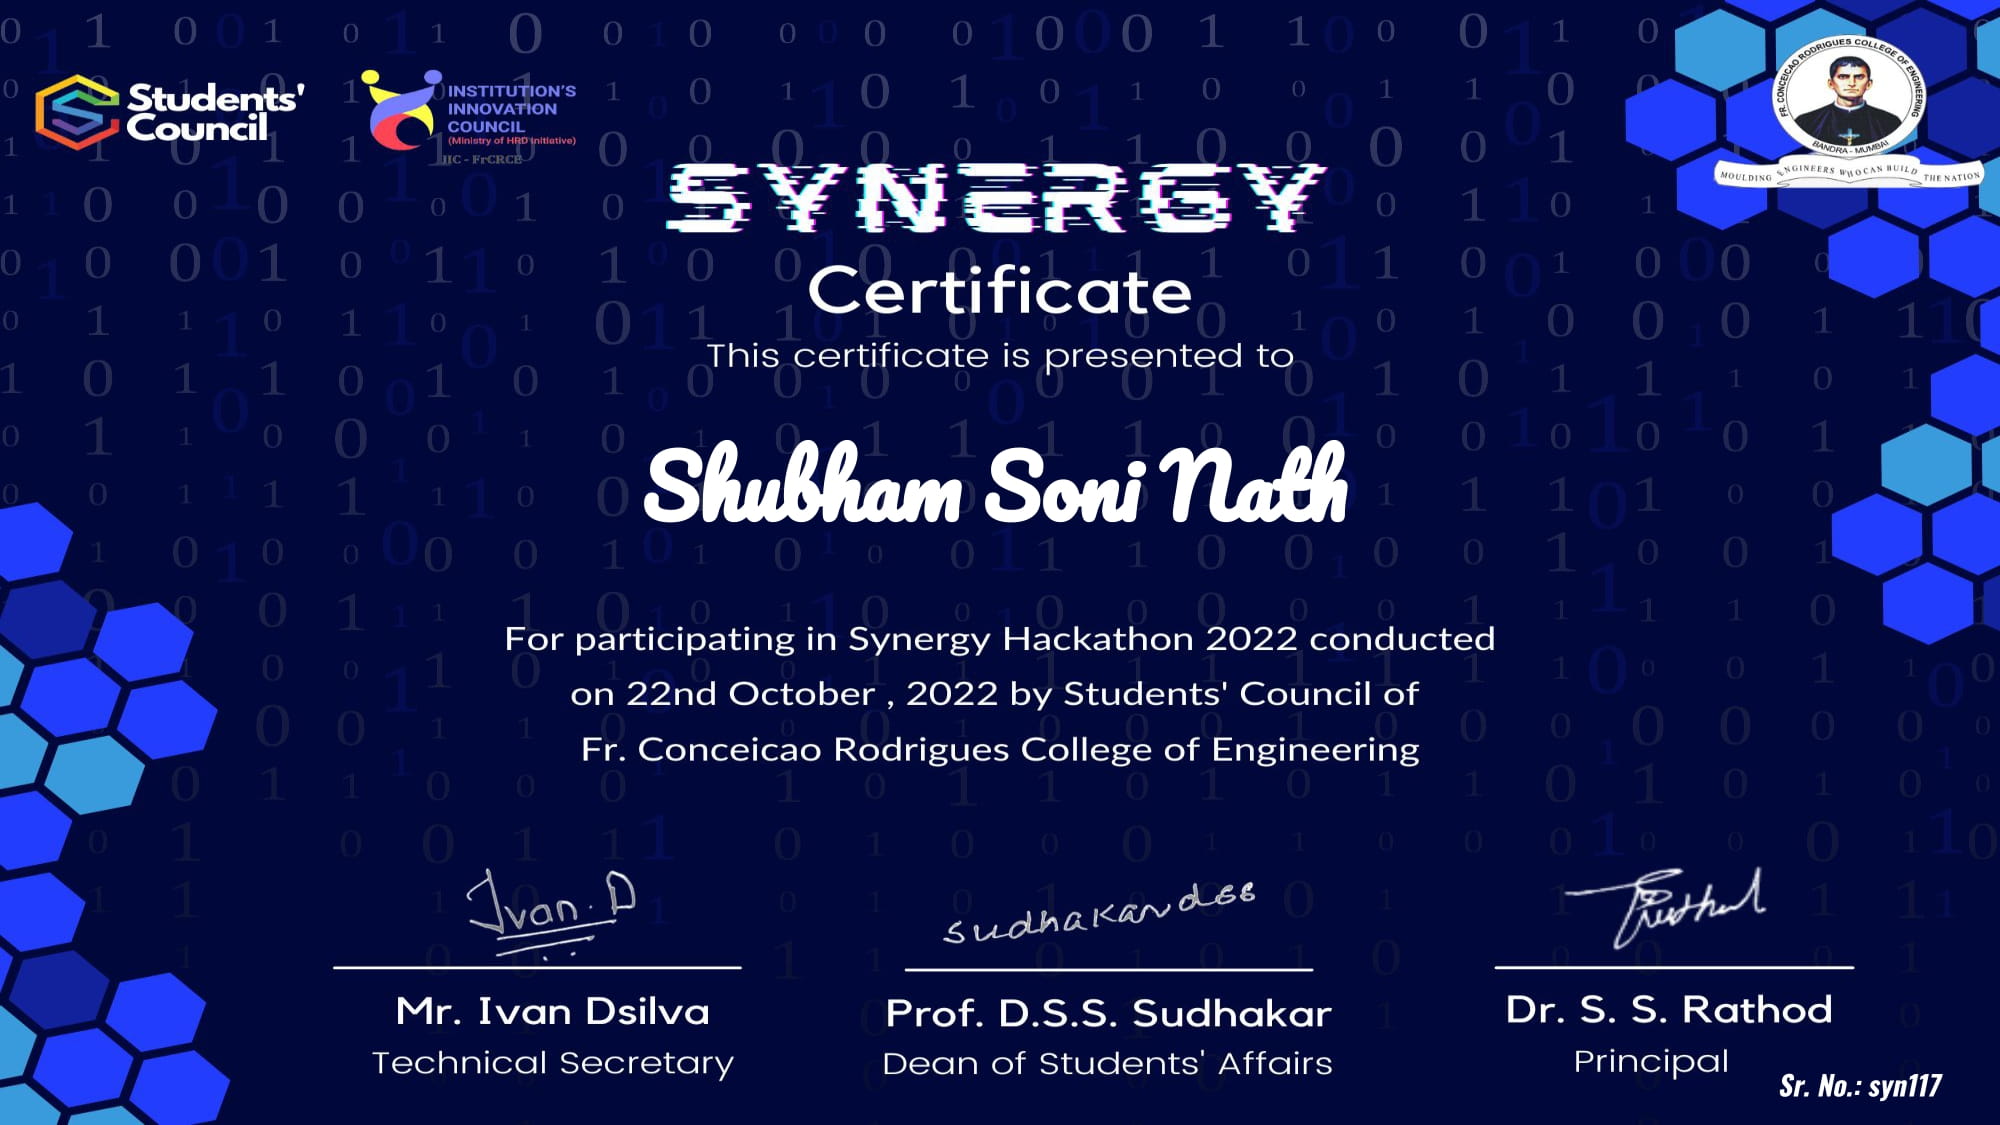 Students'
Council
INSTITUTION'S
INNOVATION
COUNCIL
(Ministry of HRD Initiative)
IIC - FrCRCE
FR. CONCEICAO RODRIGUES COLLEGE OF ENGINEERING
BANDRA - MUMBAI
MOULDING ENGINEERS WHO CAN BUILD THE NATION
SYNERGY
Certificate
This certificate is presented to
Shubham Soni Nath
For participating in Synergy Hackathon 2022 conducted
on 22nd October , 2022 by Students' Council of
Fr. Conceicao Rodrigues College of Engineering
Ivan. D
sudhakar dss
Mr. Ivan Dsilva
Prof. D.S.S. Sudhakar
Dr. S. S. Rathod
Technical Secretary
Dean of Students' Affairs
Principal
Sr. No.: syn117